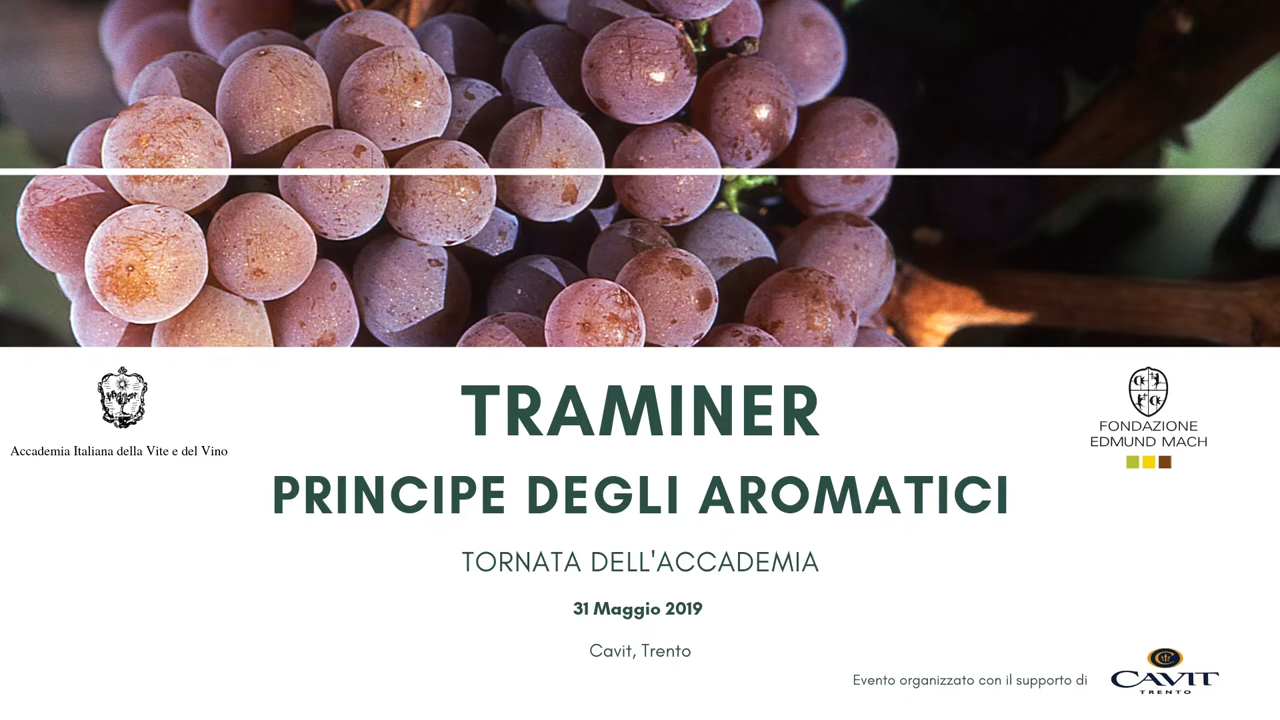 TRAMINER
PRINCIPE DEGLI AROMATICI
TORNATA DELL'ACCADEMIA
31 Maggio 2019
Cavit, Trento
Accademia Italiana della Vite e del Vino
FONDAZIONE
EDMUND MACH
Evento organizzato con il supporto di
CAVIT
TRENTO